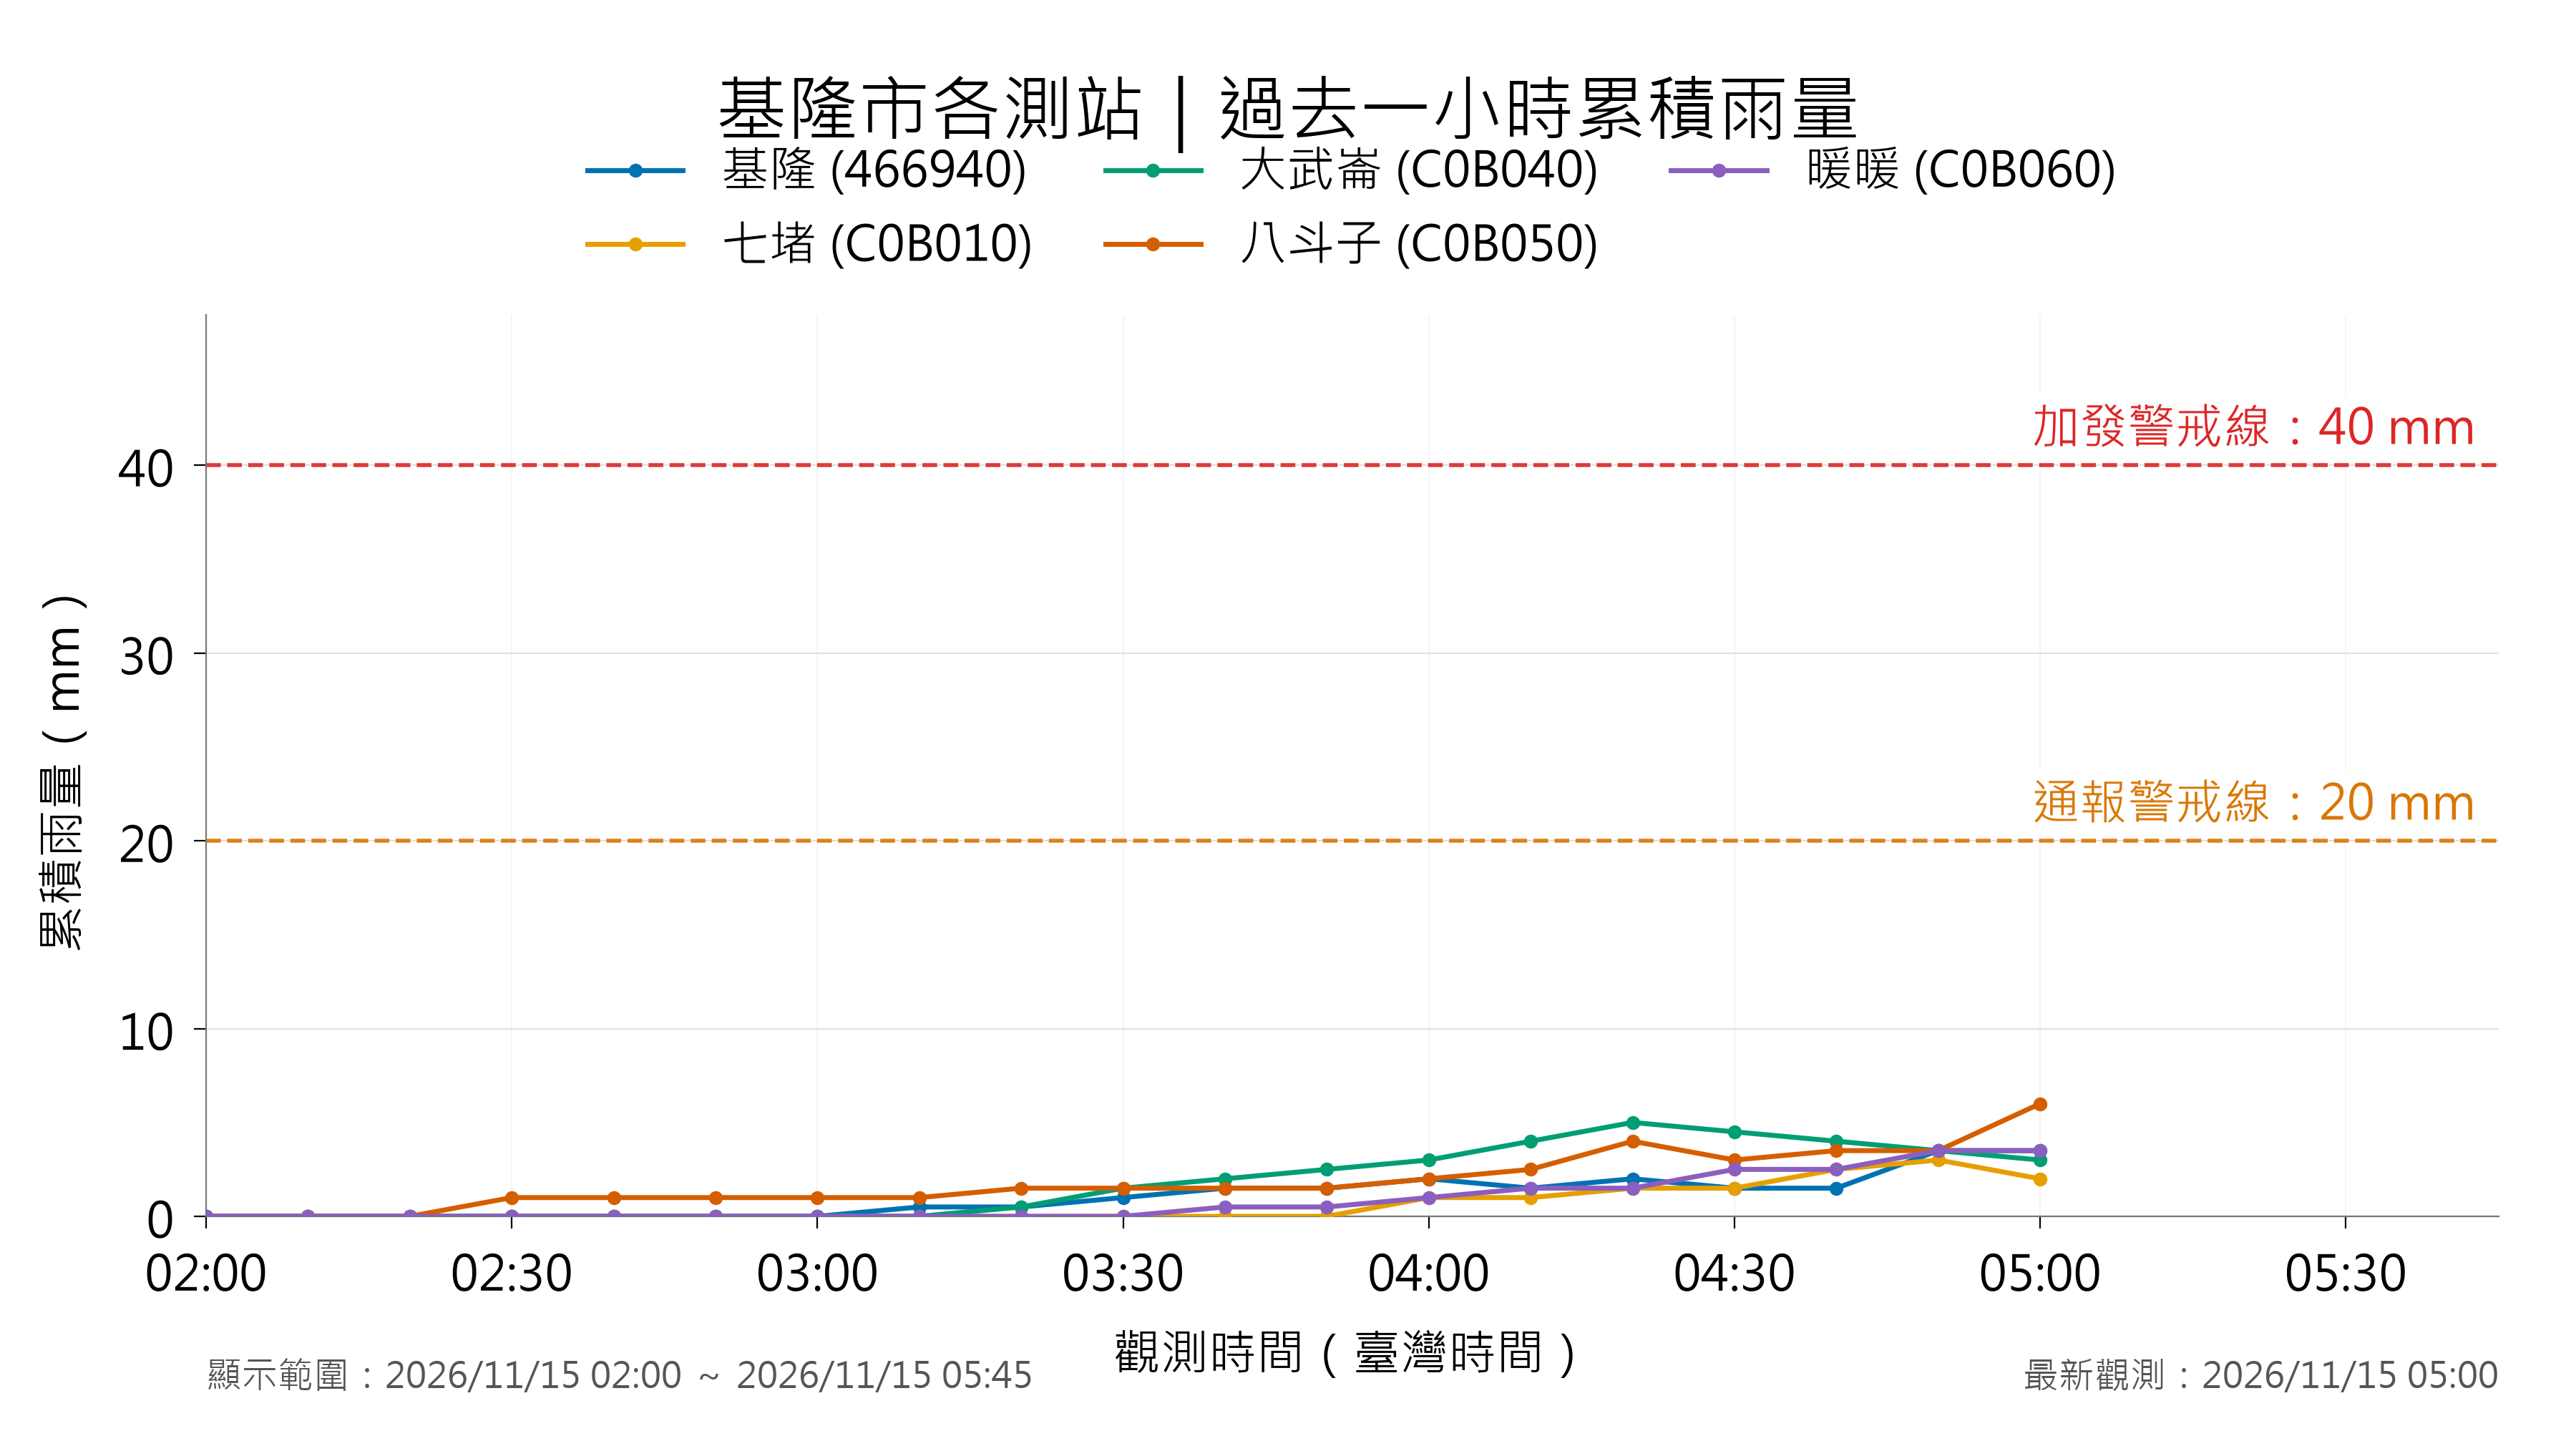 基隆市各測站｜過去一小時累積雨量
基隆 (466940)
大武崙 (C0B040)
暖暖 (C0B060)
七堵 (C0B010)
八斗子 (C0B050)
累積雨量（mm）
40
30
20
10
0
加發警戒線：40 mm
通報警戒線：20 mm
02:00 02:30 03:00 03:30 04:00 04:30 05:00 05:30
觀測時間（臺灣時間）
顯示範圍：2026/11/15 02:00 ~ 2026/11/15 05:45
最新觀測：2026/11/15 05:00